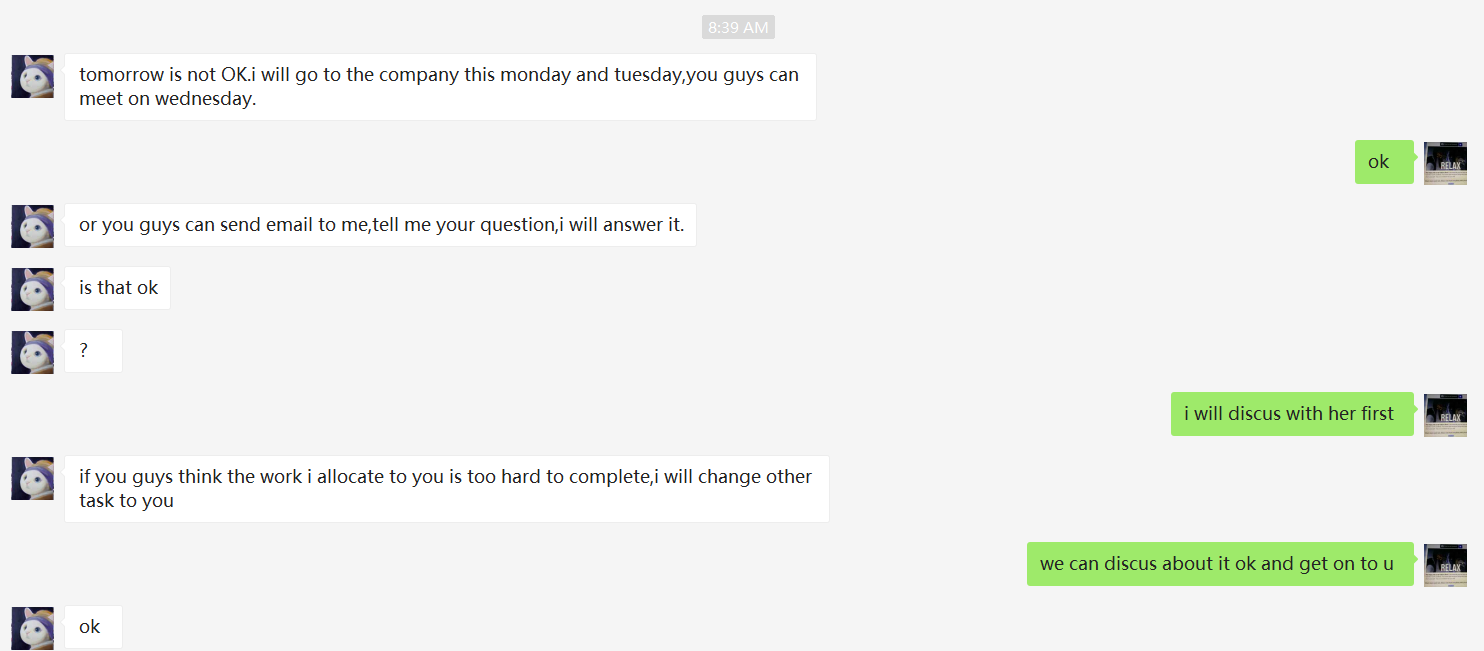 8:39 AM
tomorrow is not OK.i will go to the company this monday and tuesday,you guys can
meet on wednesday.
ok
RELAX
or you guys can send email to me,tell me your question,i will answer it.
is that ok
?
i will discus with her first
RELAX
if you guys think the work i allocate to you is too hard to complete,i will change other
task to you
we can discus about it ok and get on to u
RELAX
ok